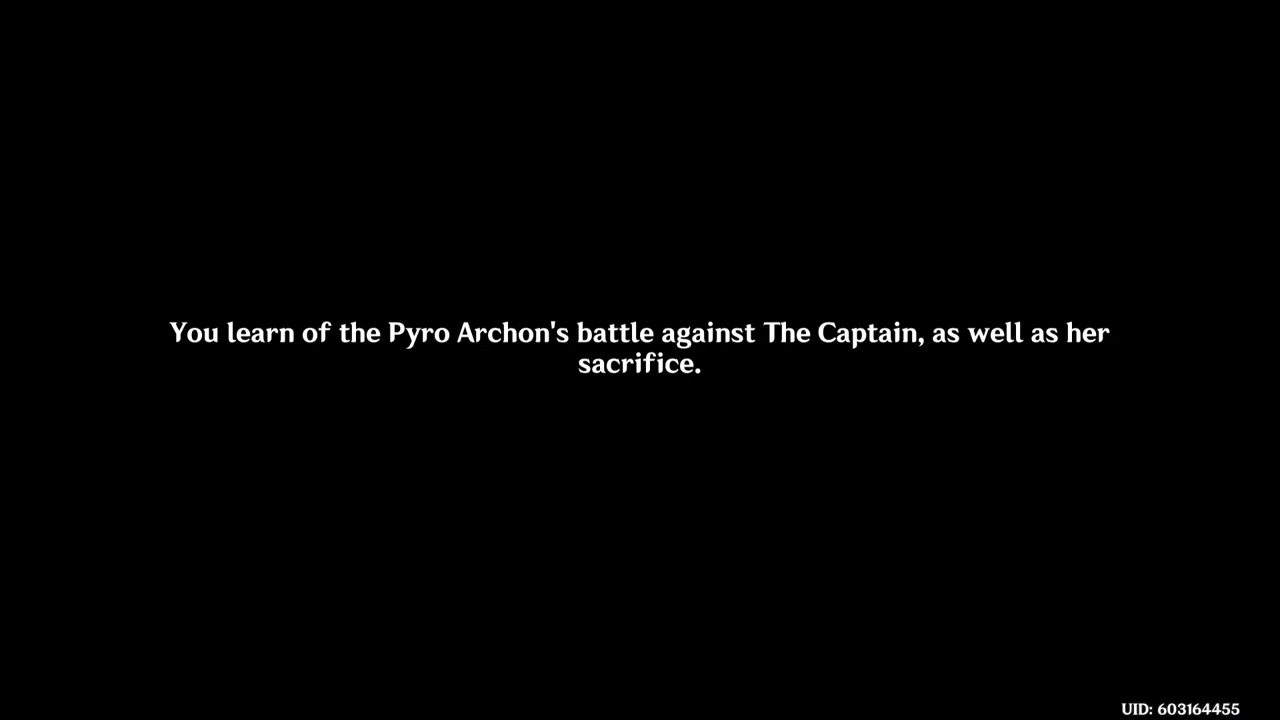 You learn of the Pyro Archon's battle against The Captain, as well as her
sacrifice.
UID: 603164455